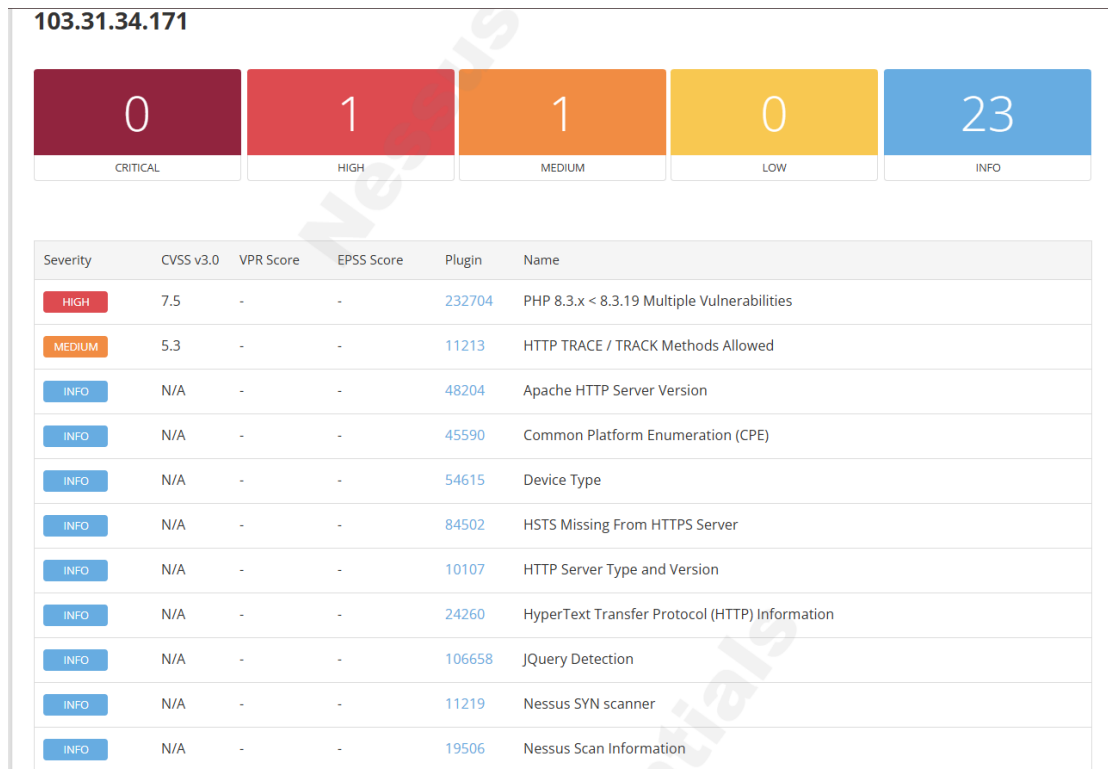 103.31.34.171
0 1 1 0 23
CRITICAL HIGH MEDIUM LOW INFO
Severity CVSS v3.0 VPR Score EPSS Score Plugin Name
HIGH 7.5 - - 232704 PHP 8.3.x < 8.3.19 Multiple Vulnerabilities
MEDIUM 5.3 - - 11213 HTTP TRACE / TRACK Methods Allowed
INFO N/A - - 48204 Apache HTTP Server Version
INFO N/A - - 45590 Common Platform Enumeration (CPE)
INFO N/A - - 54615 Device Type
INFO N/A - - 84502 HSTS Missing From HTTPS Server
INFO N/A - - 10107 HTTP Server Type and Version
INFO N/A - - 24260 HyperText Transfer Protocol (HTTP) Information
INFO N/A - - 106658 JQuery Detection
INFO N/A - - 11219 Nessus SYN scanner
INFO N/A - - 19506 Nessus Scan Information
Nessus
ntials